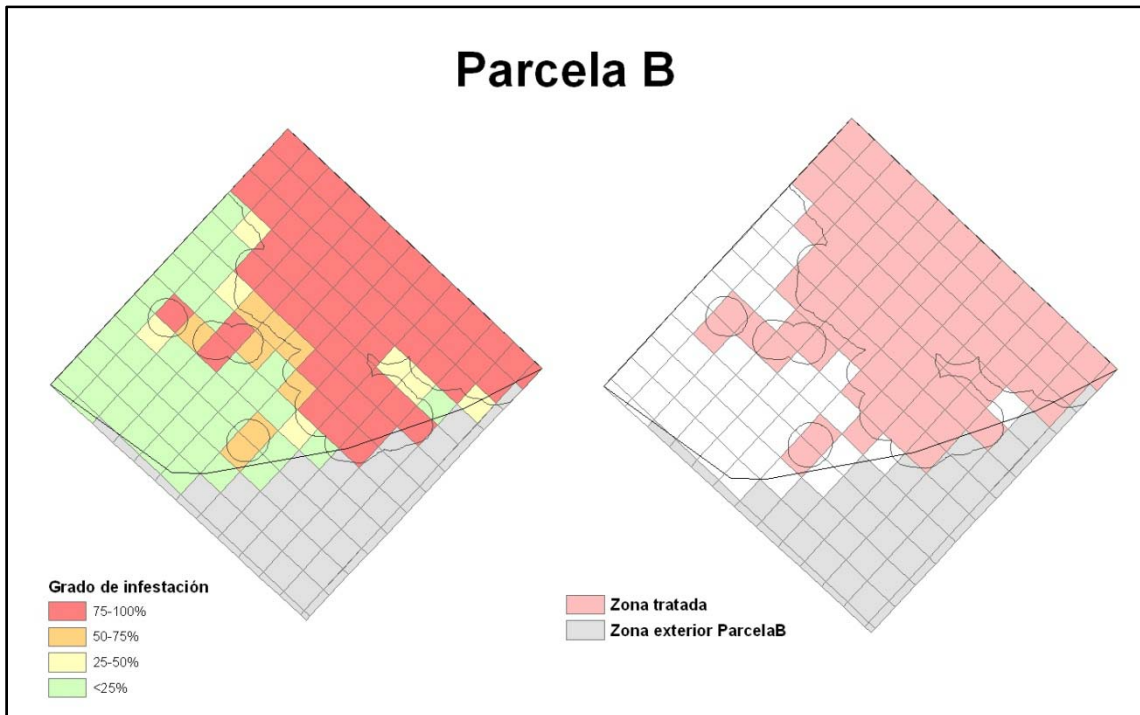 Parcela B
Grado de infestación
75-100%
50-75%
25-50%
<25%
Zona tratada
Zona exterior ParcelaB